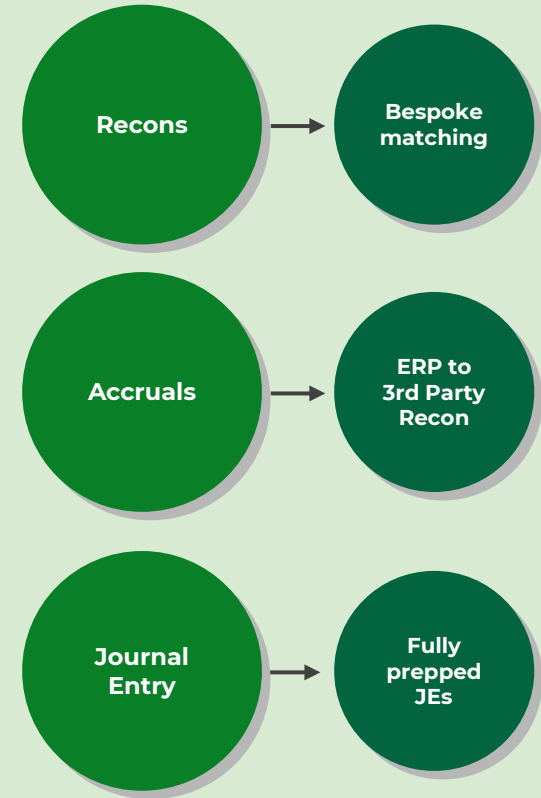 Recons
Bespoke
matching
Accruals
ERP to
3rd Party
Recon
Journal
Entry
Fully
prepped
JEs